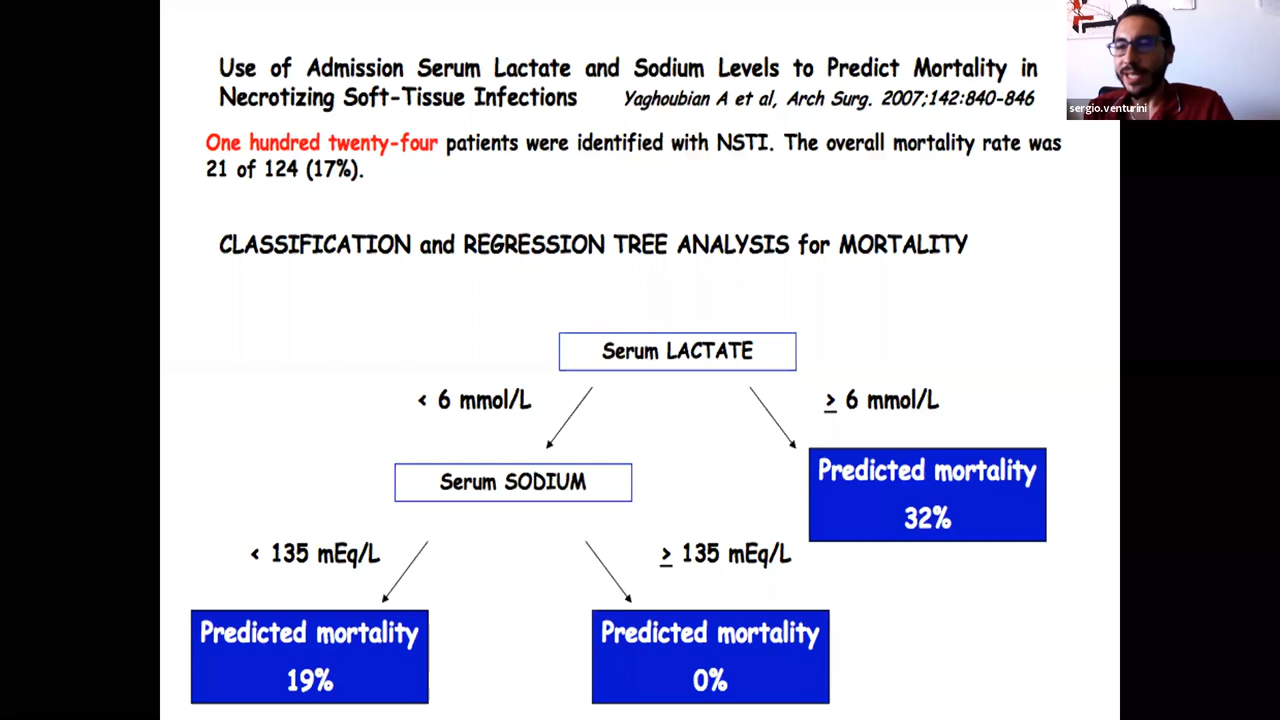 Use of Admission Serum Lactate and Sodium Levels to Predict Mortality in
Necrotizing Soft-Tissue Infections Yaghoubian A et al, Arch Surg. 2007;142:840-846
sergio.venturini
One hundred twenty-four patients were identified with NSTI. The overall mortality rate was
21 of 124 (17%).
CLASSIFICATION and REGRESSION TREE ANALYSIS for MORTALITY
Serum LACTATE
< 6 mmol/L
≥ 6 mmol/L
Serum SODIUM
Predicted mortality
32%
< 135 mEq/L
≥ 135 mEq/L
Predicted mortality
19%
Predicted mortality
0%